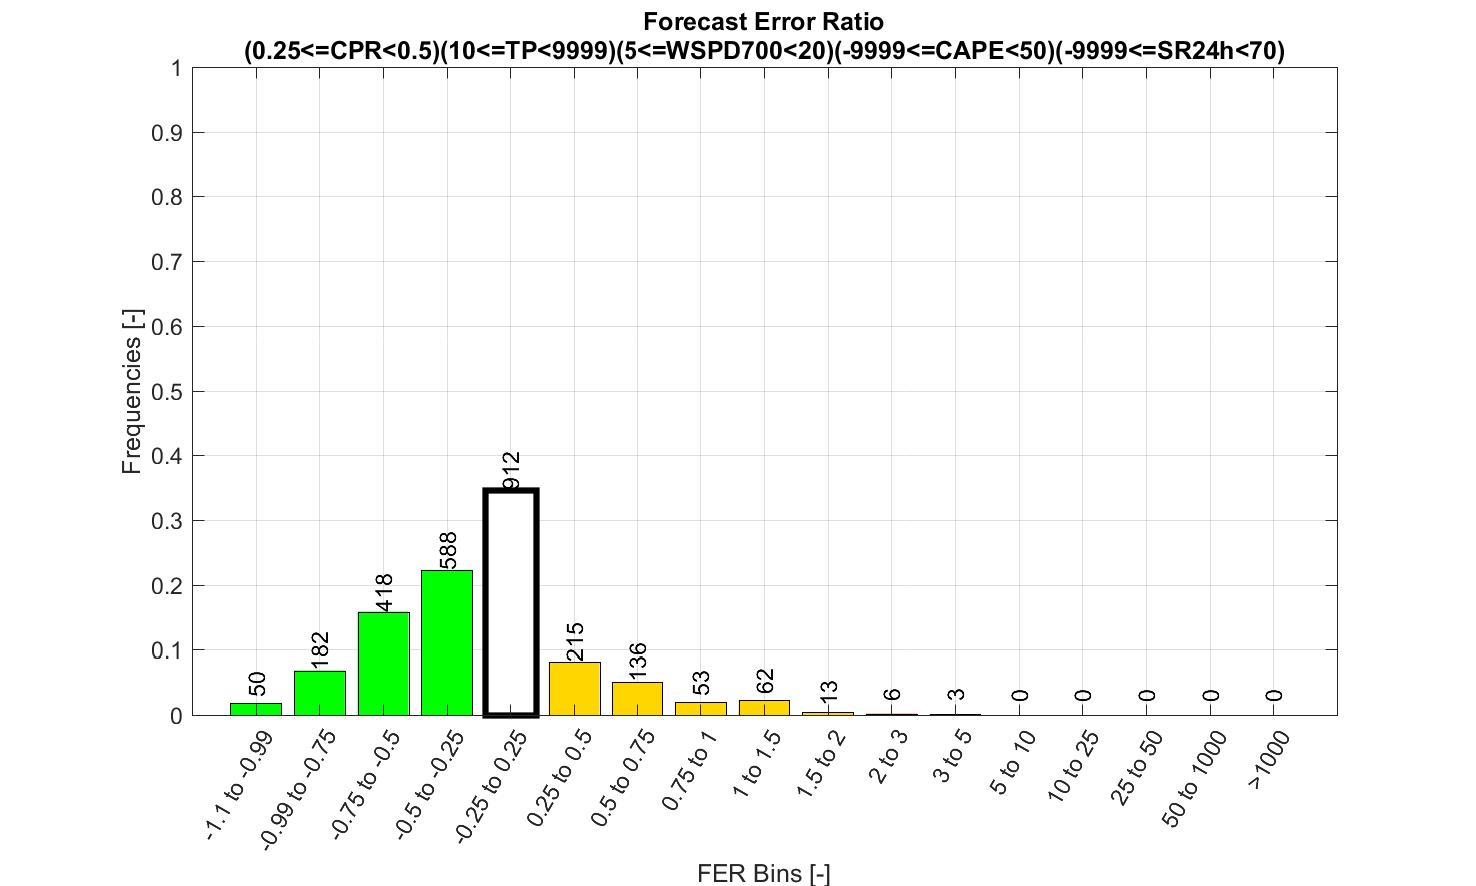 Forecast Error Ratio
(0.25<=CPR<0.5)(10<=TP<9999)(5<=WSPD700<20)(-9999<=CAPE<50)(-9999<=SR24h<70)
1
0.9
0.8
0.7
0.6
0.5
0.4
0.3
0.2
0.1
0
Frequencies [-]
50
182
418
588
912
215
136
53
62
13
6
3
0
0
0
0
0
-1.1 to -0.99
-0.99 to -0.75
-0.75 to -0.5
-0.5 to -0.25
-0.25 to 0.25
0.25 to 0.5
0.5 to 0.75
0.75 to 1
1 to 1.5
1.5 to 2
2 to 3
3 to 5
5 to 10
10 to 25
25 to 50
50 to 1000
>1000
FER Bins [-]